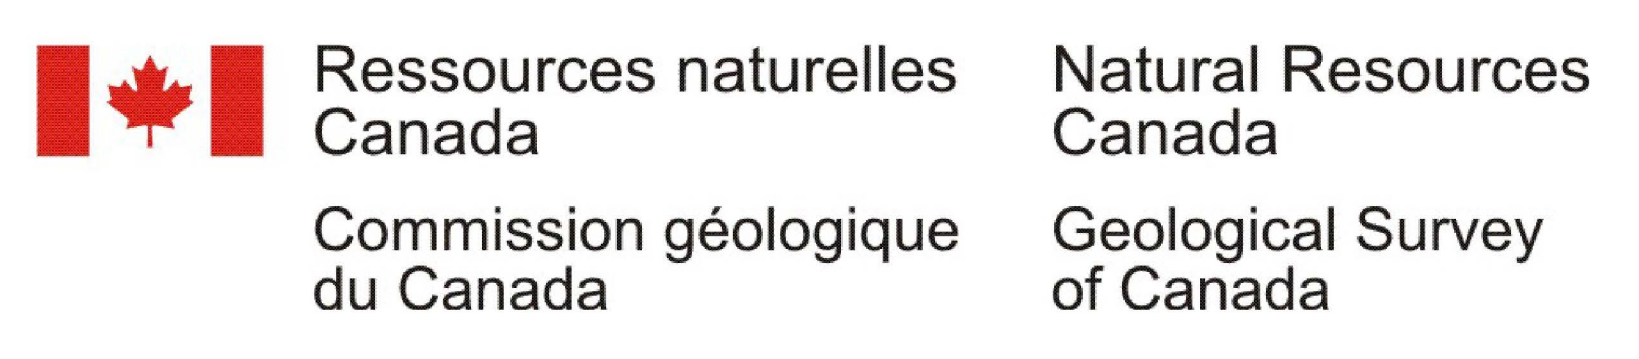 Ressources naturelles
Canada
Natural Resources
Canada
Commission géologique
du Canada
Geological Survey
of Canada